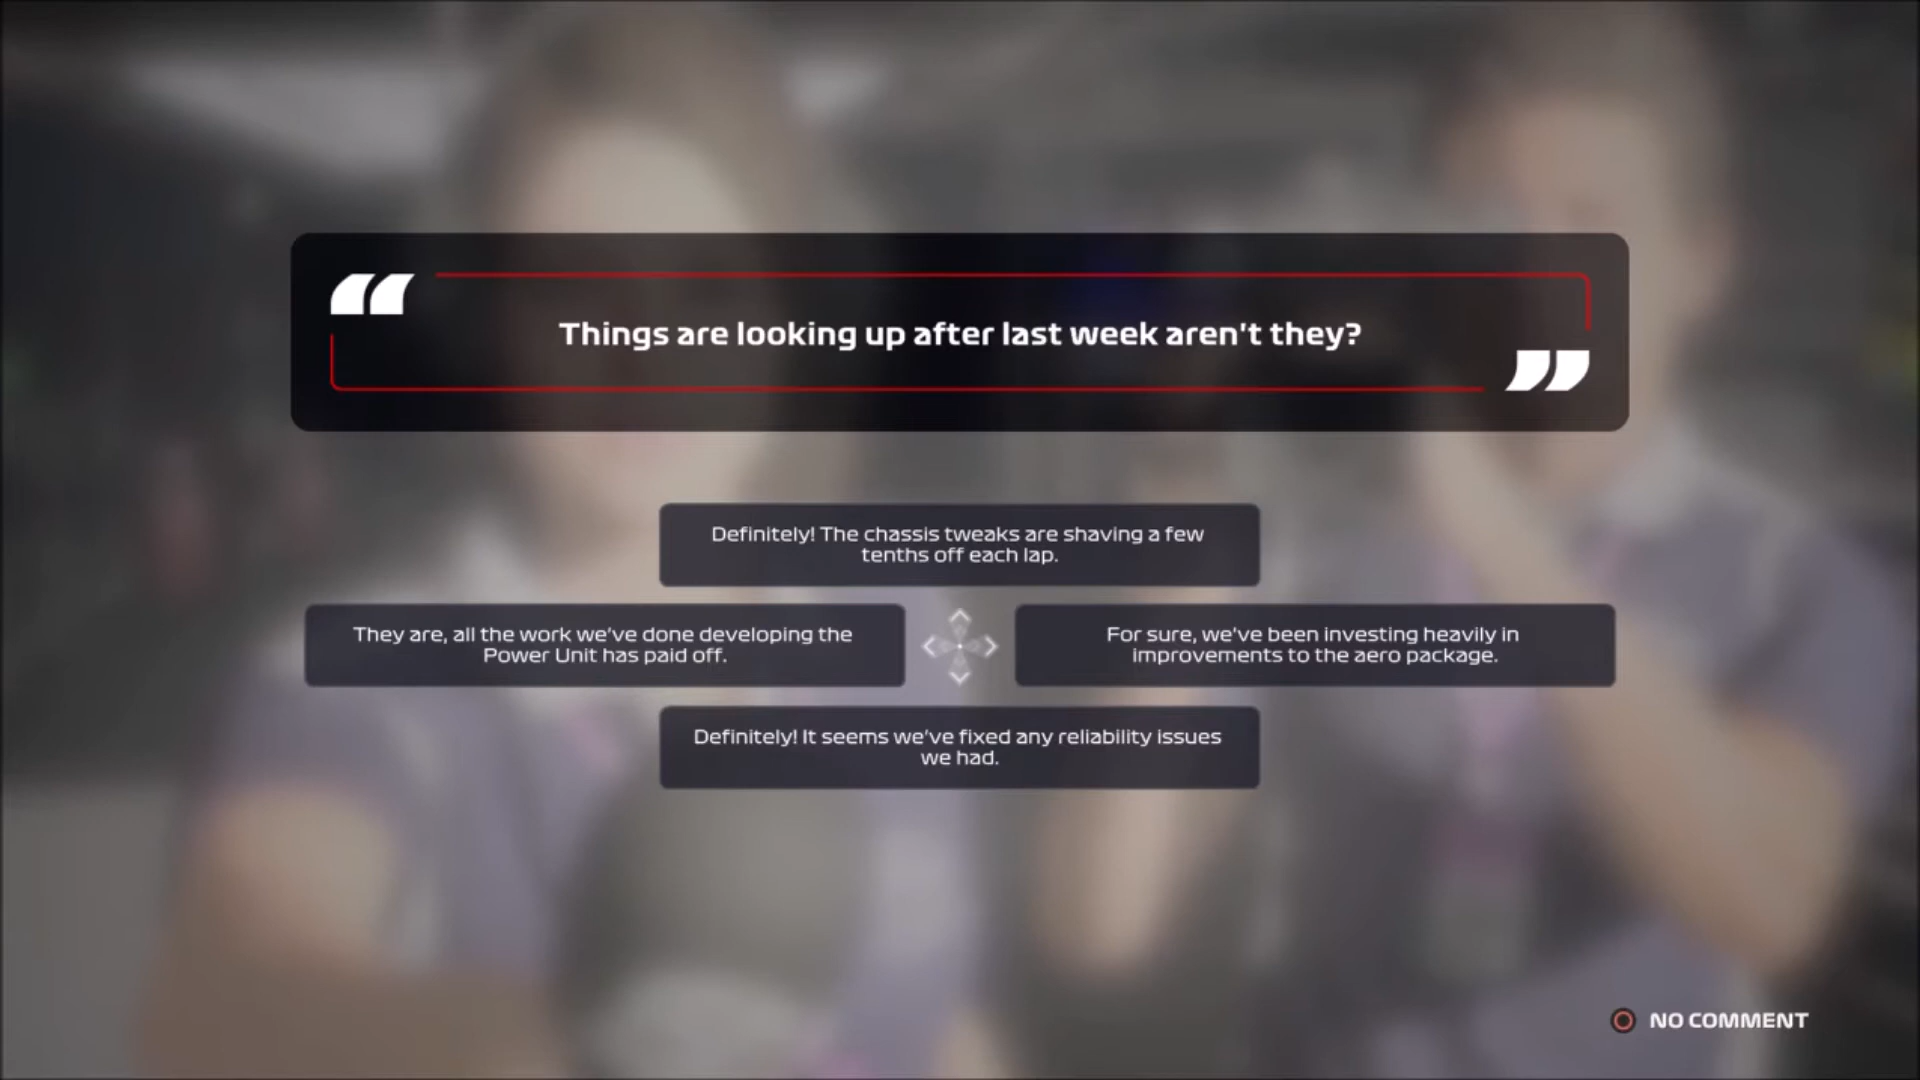 Things are looking up after last week aren't they?
Definitely! The chassis tweaks are shaving a few
tenths off each lap.
They are, all the work we've done developing the
Power Unit has paid off.
For sure, we've been investing heavily in
improvements to the aero package.
Definitely! It seems we've fixed any reliability issues
we had.
NO COMMENT